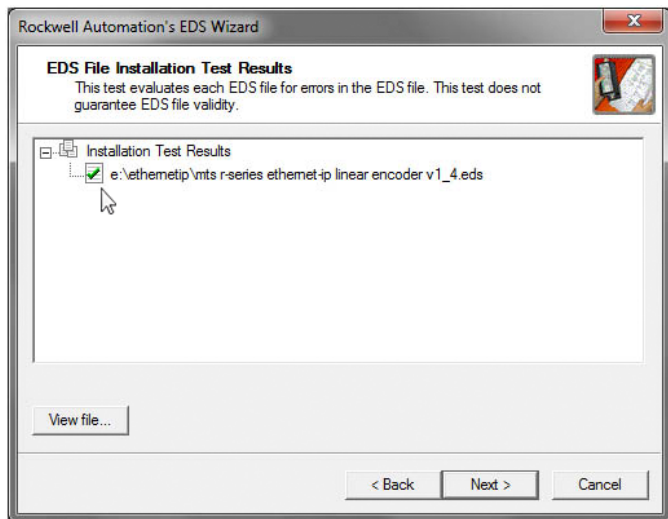 Rockwell Automation's EDS Wizard
EDS File Installation Test Results
This test evaluates each EDS file for errors in the EDS file. This test does not
guarantee EDS file validity.
Installation Test Results
e:\ethernetip\mts r-series ethernet-ip linear encoder v1_4.eds
View file...
< Back
Next >
Cancel